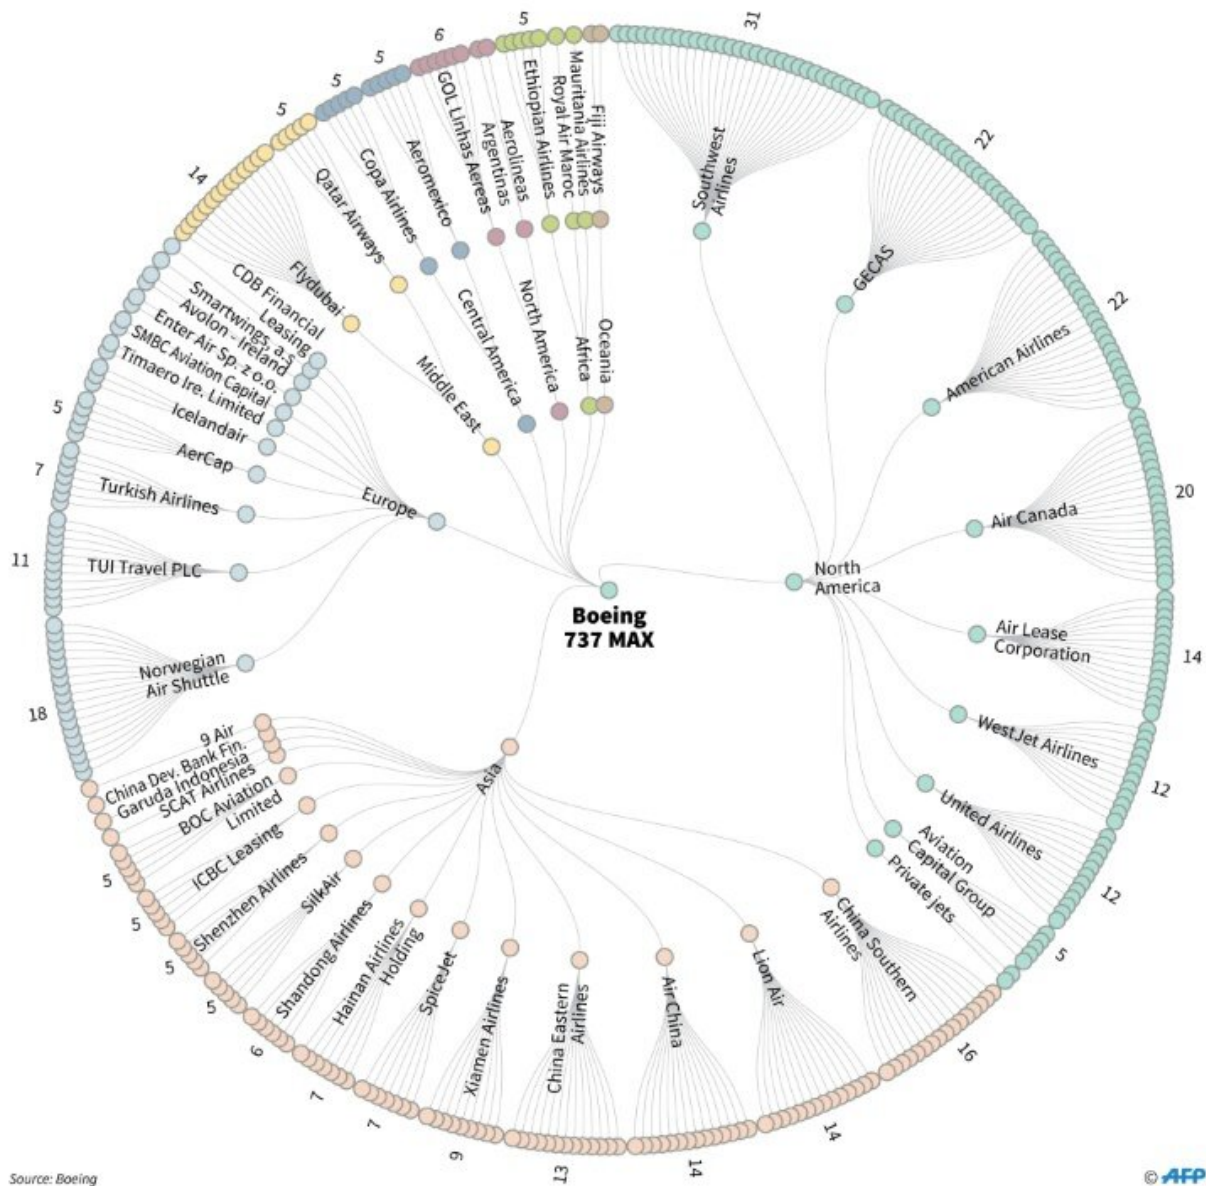 5
6
5
31
5
5
5
14
22
22
20
14
12
12
5
16
14
14
13
9
7
7
6
5
5
5
5
18
11
7
5
Fiji Airways
Mauritania Airlines
Royal Air Maroc
Ethiopian Airlines
Aerolineas
Argentinas
GOL Linhas Aereas
Aeromexico
Copa Airlines
Qatar Airways
Flydubai
Southwest
Airlines
GECAS
American Airlines
Air Canada
Air Lease
Corporation
WestJet Airlines
United Airlines
Aviation
Capital Group
Private jets
North
America
Oceania
Africa
North America
Central America
Middle East
Europe
CDB Financial
Leasing
Smartwings, a.s
Avolon - Ireland
Enter Air Sp. z o.o.
SMBC Aviation Capital
Timaero Ire. Limited
Icelandair
AerCap
Turkish Airlines
TUI Travel PLC
Norwegian
Air Shuttle
Boeing
737 MAX
Asia
9 Air
China Dev. Bank Fin.
Garuda Indonesia
SCAT Airlines
BOC Aviation
Limited
ICBC Leasing
Shenzhen Airlines
SilkAir
Shandong Airlines
Hainan Airlines
Holding
SpiceJet
Xiamen Airlines
China Eastern
Airlines
Air China
Lion Air
China Southern
Airlines
Source: Boeing
© AFP